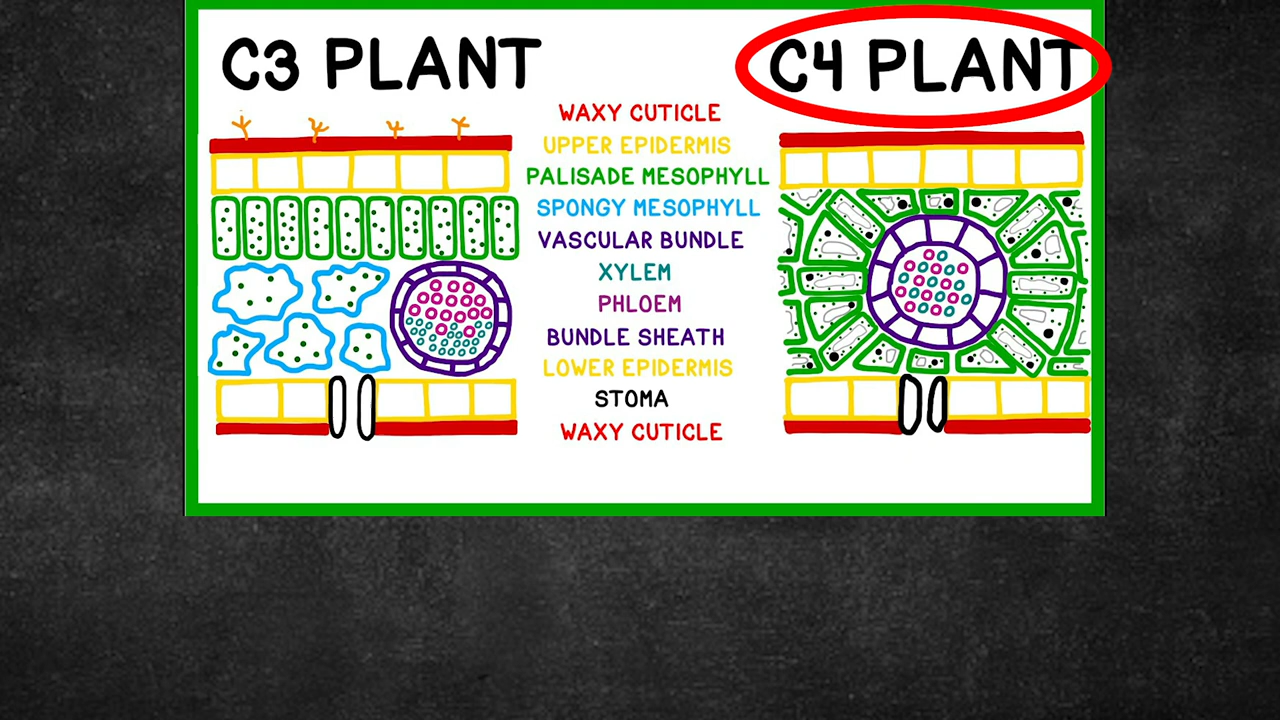 C3 PLANT
C4 PLANT
WAXY CUTICLE
UPPER EPIDERMIS
PALISADE MESOPHYLL
SPONGY MESOPHYLL
VASCULAR BUNDLE
XYLEM
PHLOEM
BUNDLE SHEATH
LOWER EPIDERMIS
STOMA
WAXY CUTICLE